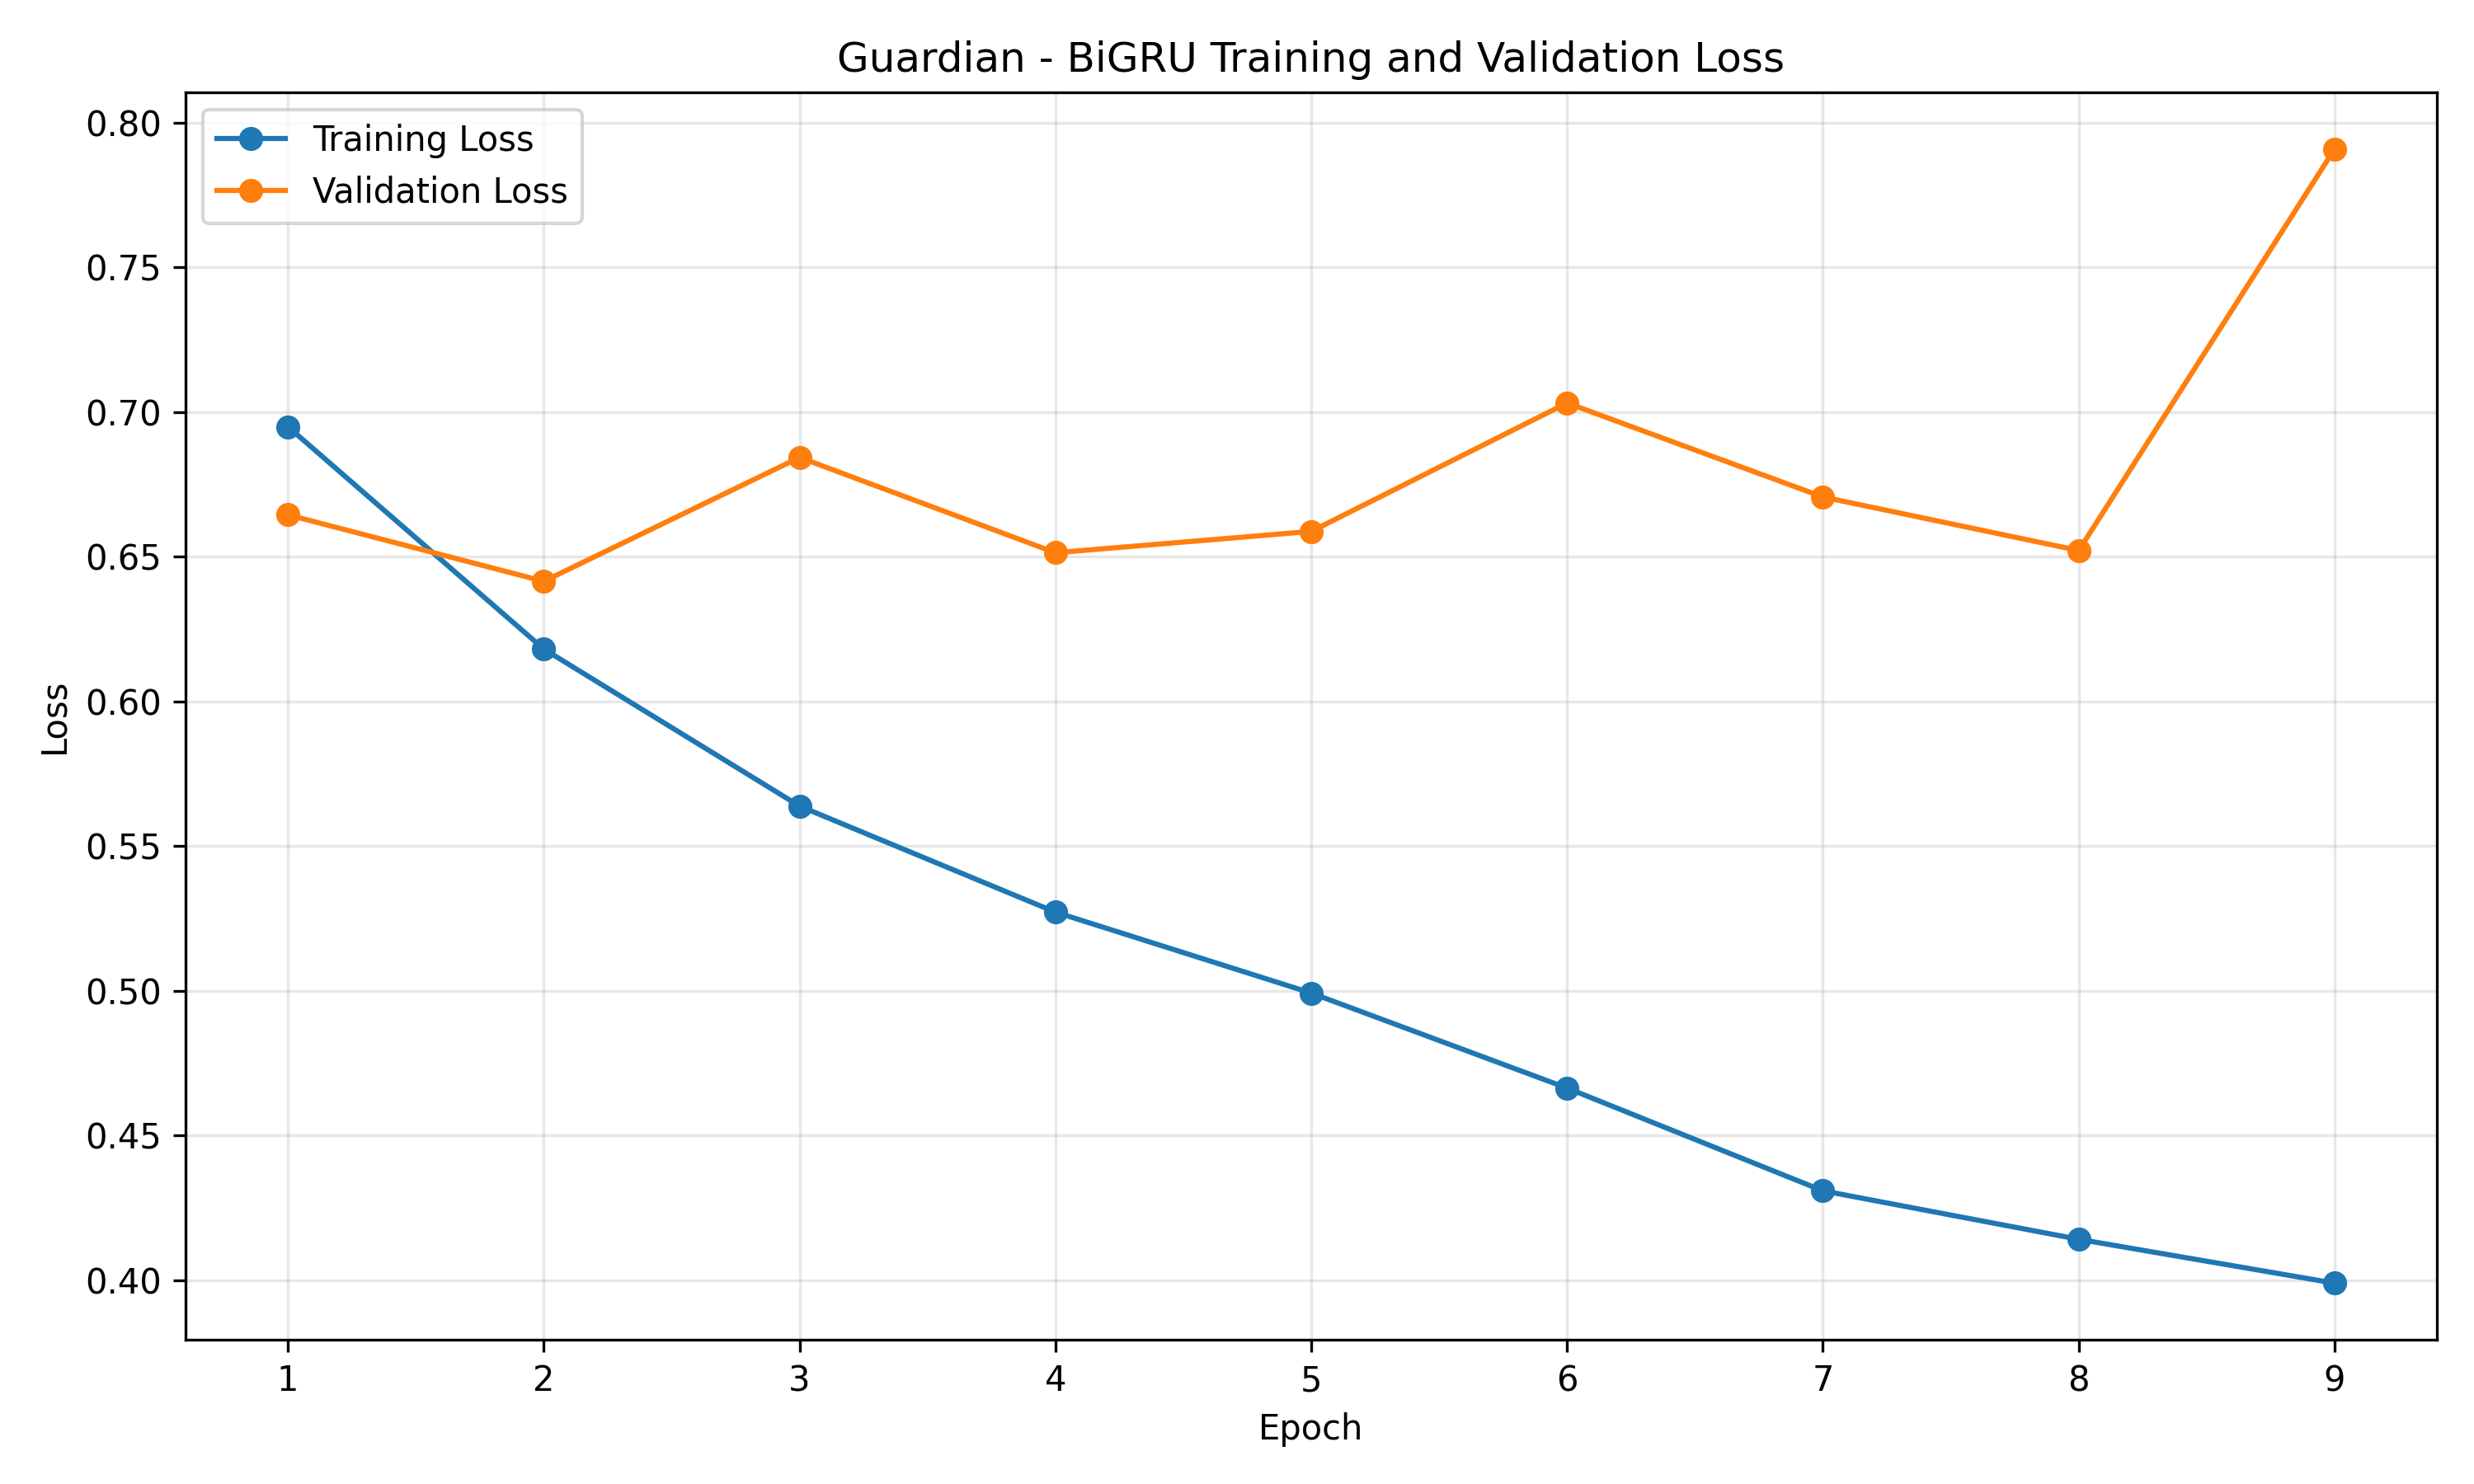 Guardian - BiGRU Training and Validation Loss
Training Loss
Validation Loss
0.80
0.75
0.70
0.65
0.60
0.55
0.50
0.45
0.40
Loss
1 2 3 4 5 6 7 8 9
Epoch